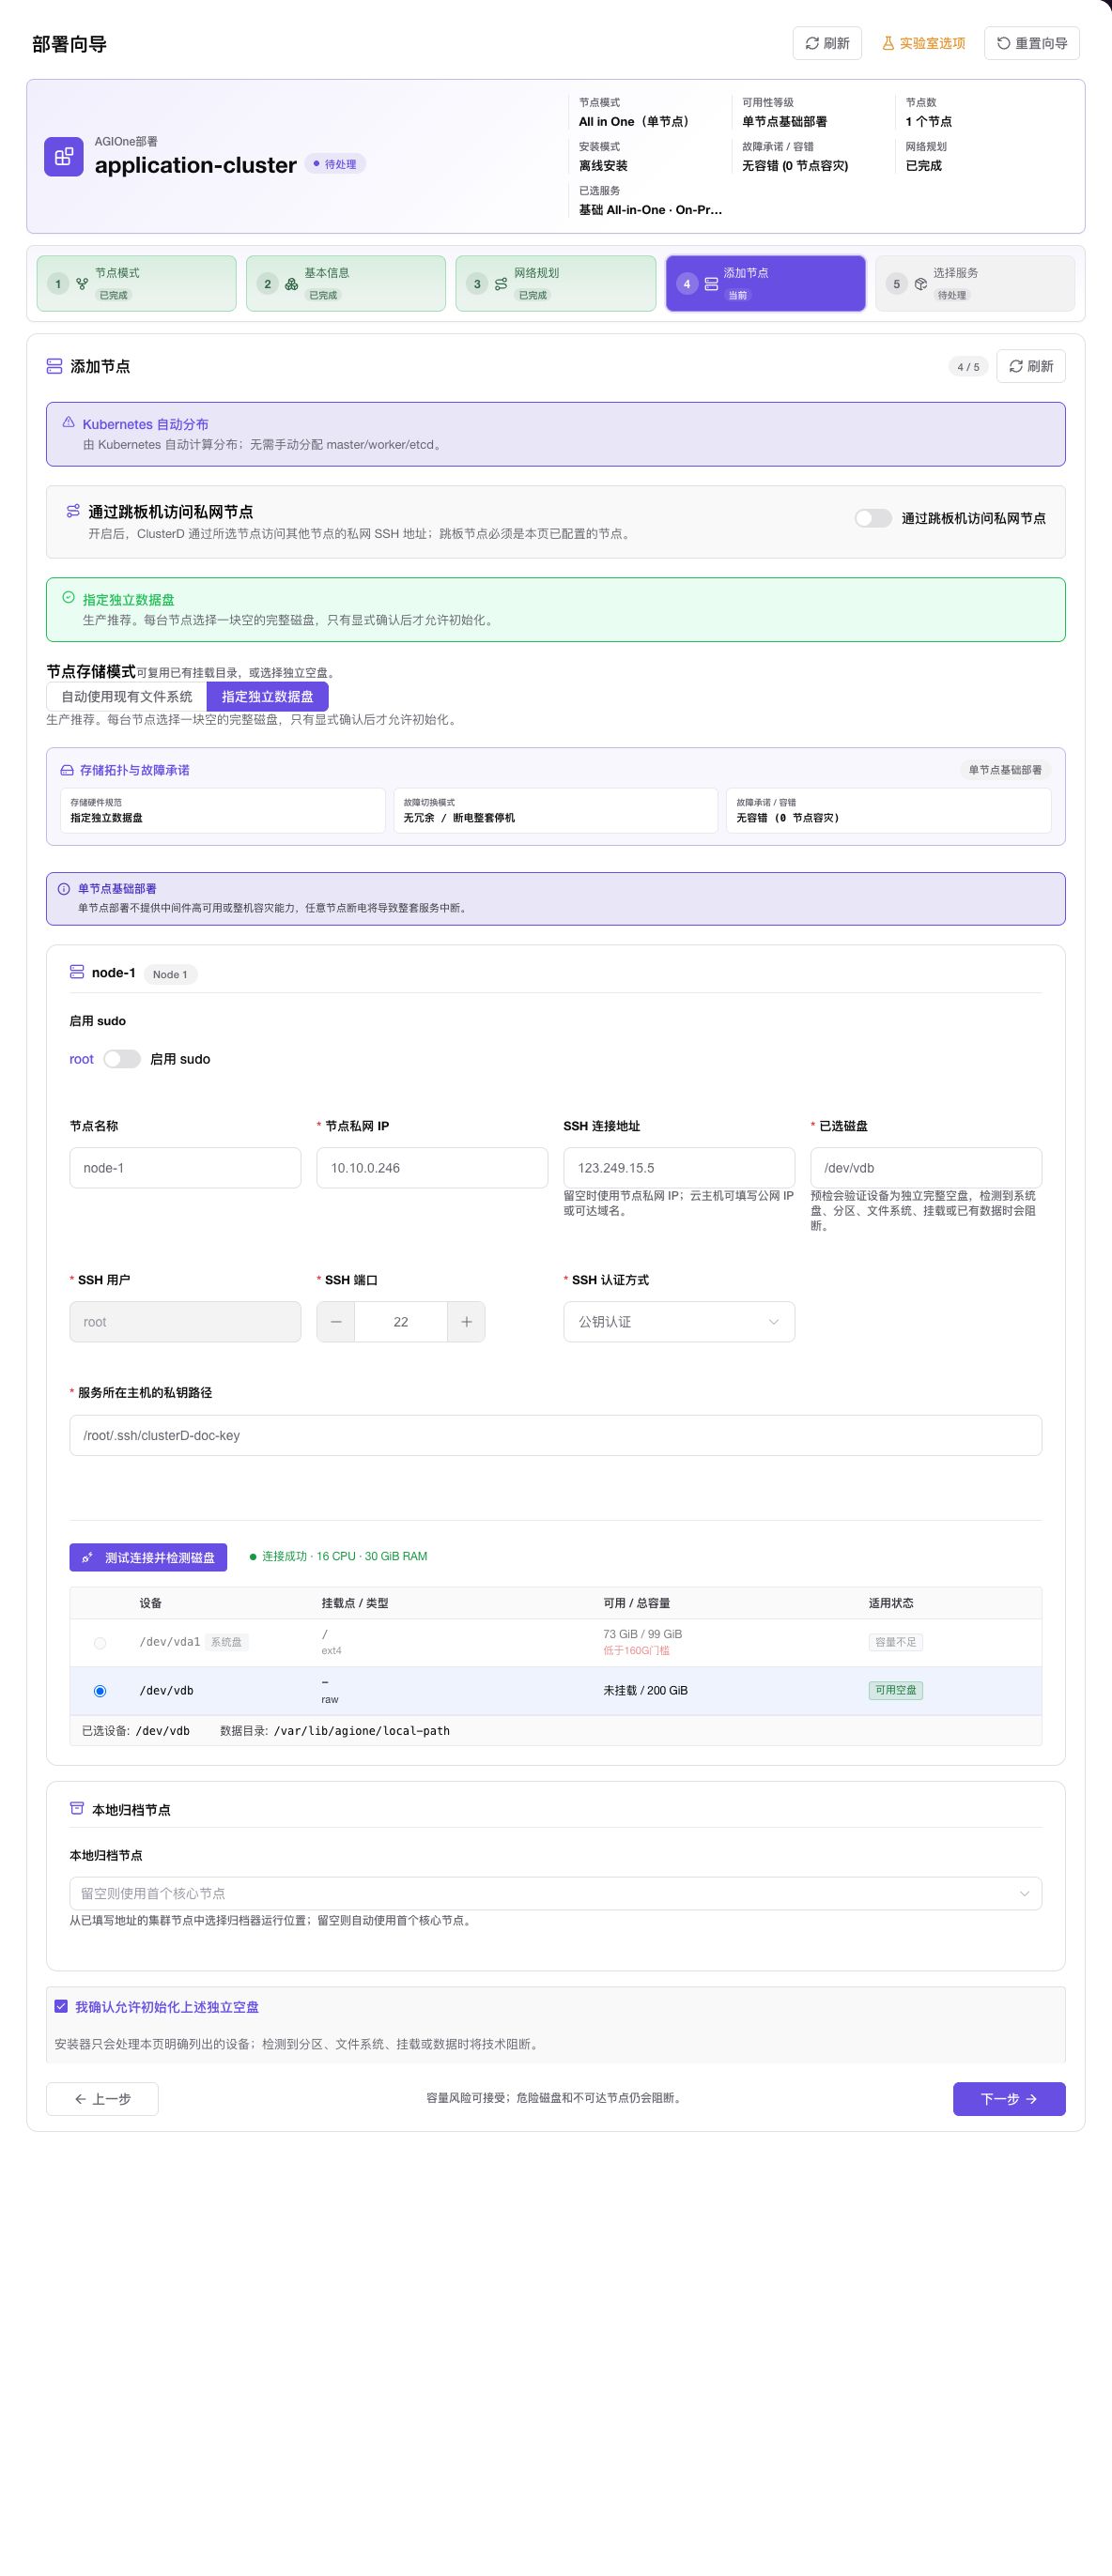 部署向导
刷新
实验室选项
重置向导
AGIOne部署
application-cluster
待处理
节点模式
All in One（单节点）
可用性等级
单节点基础部署
节点数
1 个节点
安装模式
离线安装
故障承诺 / 容错
无容错 (0 节点容灾)
网络规划
已完成
已选服务
基础 All-in-One · On-Pr...
1
节点模式
已完成
2
基本信息
已完成
3
网络规划
已完成
4
添加节点
当前
5
选择服务
待处理
添加节点
4 / 5
刷新
Kubernetes 自动分布
由 Kubernetes 自动计算分布；无需手动分配 master/worker/etcd。
通过跳板机访问私网节点
开启后，ClusterD 通过所选节点访问其他节点的私网 SSH 地址；跳板节点必须是本页已配置的节点。
通过跳板机访问私网节点
指定独立数据盘
生产推荐。每台节点选择一块空的完整磁盘，只有显式确认后才允许初始化。
节点存储模式可复用已有挂载目录，或选择独立空盘。
自动使用现有文件系统
指定独立数据盘
生产推荐。每台节点选择一块空的完整磁盘，只有显式确认后才允许初始化。
存储拓扑与故障承诺
单节点基础部署
存储硬件规范
指定独立数据盘
故障切换模式
无冗余 / 断电整套停机
故障承诺 / 容错
无容错 (0 节点容灾)
单节点基础部署
单节点部署不提供中间件高可用或整机容灾能力，任意节点断电将导致整套服务中断。
node-1
Node 1
启用 sudo
root
启用 sudo
节点名称
* 节点私网 IP
SSH 连接地址
* 已选磁盘
node-1
10.10.0.246
123.249.15.5
/dev/vdb
留空时使用节点私网 IP；云主机可填写公网 IP
或可达域名。
预检会验证设备为独立完整空盘，检测到系统
盘、分区、文件系统、挂载或已有数据时会阻
断。
* SSH 用户
* SSH 端口
* SSH 认证方式
root
22
公钥认证
* 服务所在主机的私钥路径
/root/.ssh/clusterD-doc-key
测试连接并检测磁盘
连接成功 · 16 CPU · 30 GiB RAM
设备
挂载点 / 类型
可用 / 总容量
适用状态
/dev/vda1
系统盘
/
ext4
73 GiB / 99 GiB
低于160G门槛
容量不足
/dev/vdb
—
raw
未挂载 / 200 GiB
可用空盘
已选设备: /dev/vdb
数据目录: /var/lib/agione/local-path
本地归档节点
本地归档节点
留空则使用首个核心节点
从已填写地址的集群节点中选择归档器运行位置；留空则自动使用首个核心节点。
我确认允许初始化上述独立空盘
安装器只会处理本页明确列出的设备；检测到分区、文件系统、挂载或数据时将技术阻断。
上一步
容量风险可接受；危险磁盘和不可达节点仍会阻断。
下一步